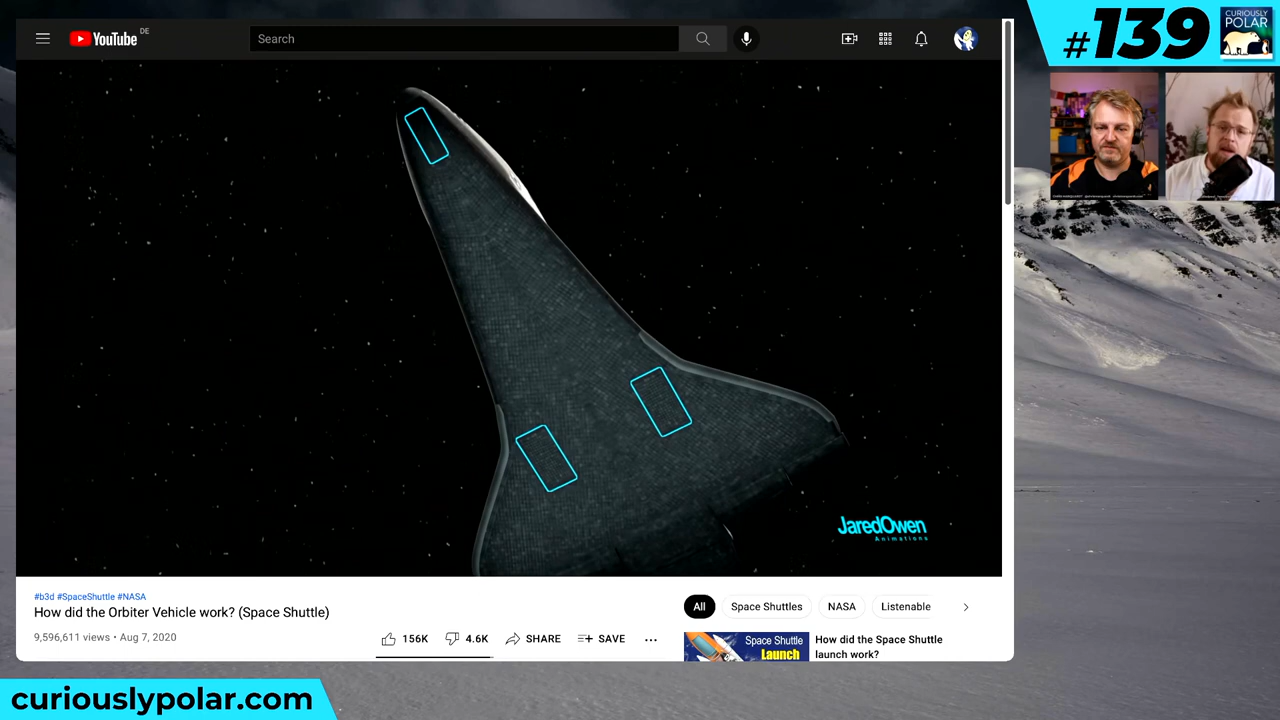 YouTube DE
Search
#139
CURIOUSLY
POLAR
JaredOwen
Animations
#b3d #SpaceShuttle #NASA
How did the Orbiter Vehicle work? (Space Shuttle)
9,596,611 views • Aug 7, 2020
156K
4.6K
SHARE
SAVE
All
Space Shuttles
NASA
Listenable
Space Shuttle
Launch
How did the Space Shuttle
launch work?
curiouslypolar.com